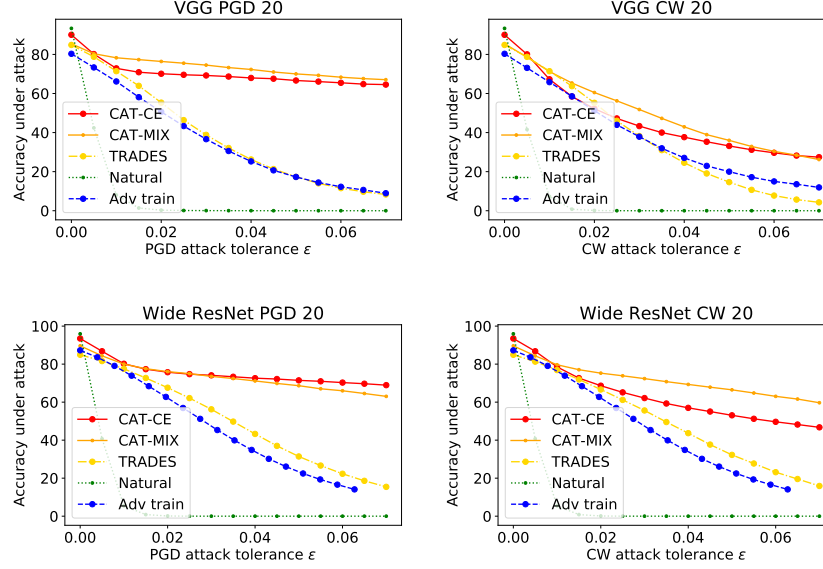 VGG PGD 20
Accuracy under attack
80
60
40
20
0
CAT-CE
CAT-MIX
TRADES
Natural
Adv train
0.00 0.02 0.04 0.06
PGD attack tolerance ε
VGG CW 20
Accuracy under attack
80
60
40
20
0
CAT-CE
CAT-MIX
TRADES
Natural
Adv train
0.00 0.02 0.04 0.06
CW attack tolerance ε
Wide ResNet PGD 20
Accuracy under attack
100
80
60
40
20
0
CAT-CE
CAT-MIX
TRADES
Natural
Adv train
0.00 0.02 0.04 0.06
PGD attack tolerance ε
Wide ResNet CW 20
Accuracy under attack
100
80
60
40
20
0
CAT-CE
CAT-MIX
TRADES
Natural
Adv train
0.00 0.02 0.04 0.06
CW attack tolerance ε